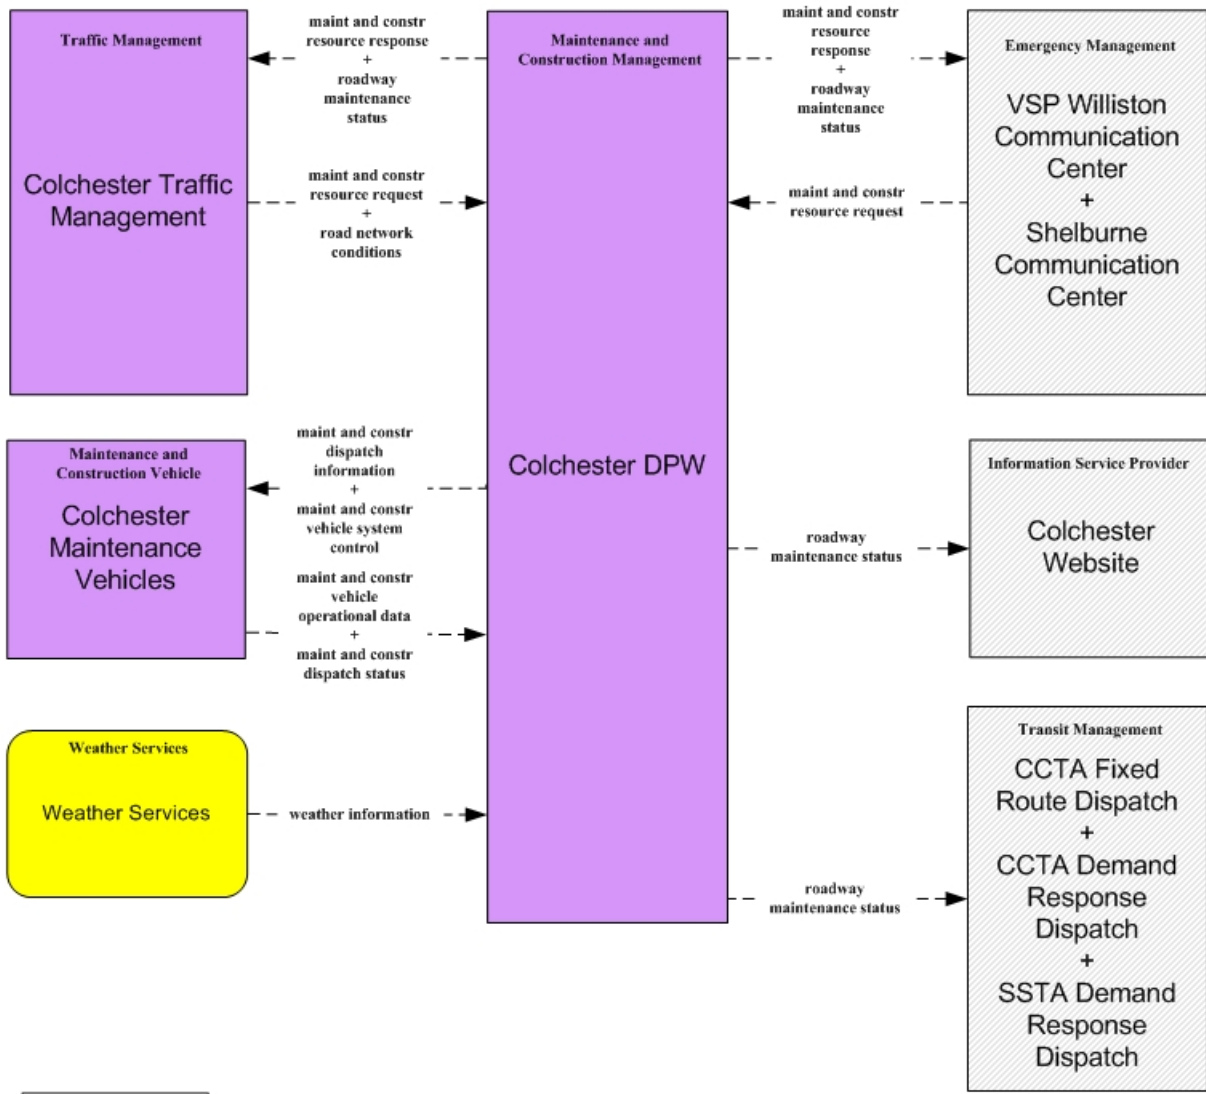 Traffic Management
Colchester Traffic
Management
maint and constr
resource response
+
roadway
maintenance
status
maint and constr
resource request
+
road network
conditions
Maintenance and
Construction Management
Colchester DPW
maint and constr
resource
response
+
roadway
maintenance
status
maint and constr
resource request
Emergency Management
VSP Williston
Communication
Center
+
Shelburne
Communication
Center
Maintenance and
Construction Vehicle
Colchester
Maintenance
Vehicles
maint and constr
dispatch
information
+
maint and constr
vehicle system
control
maint and constr
vehicle
operational data
+
maint and constr
dispatch status
roadway
maintenance status
Information Service Provider
Colchester
Website
Weather Services
Weather Services
weather information
roadway
maintenance status
Transit Management
CCTA Fixed
Route Dispatch
+
CCTA Demand
Response
Dispatch
+
SSTA Demand
Response
Dispatch